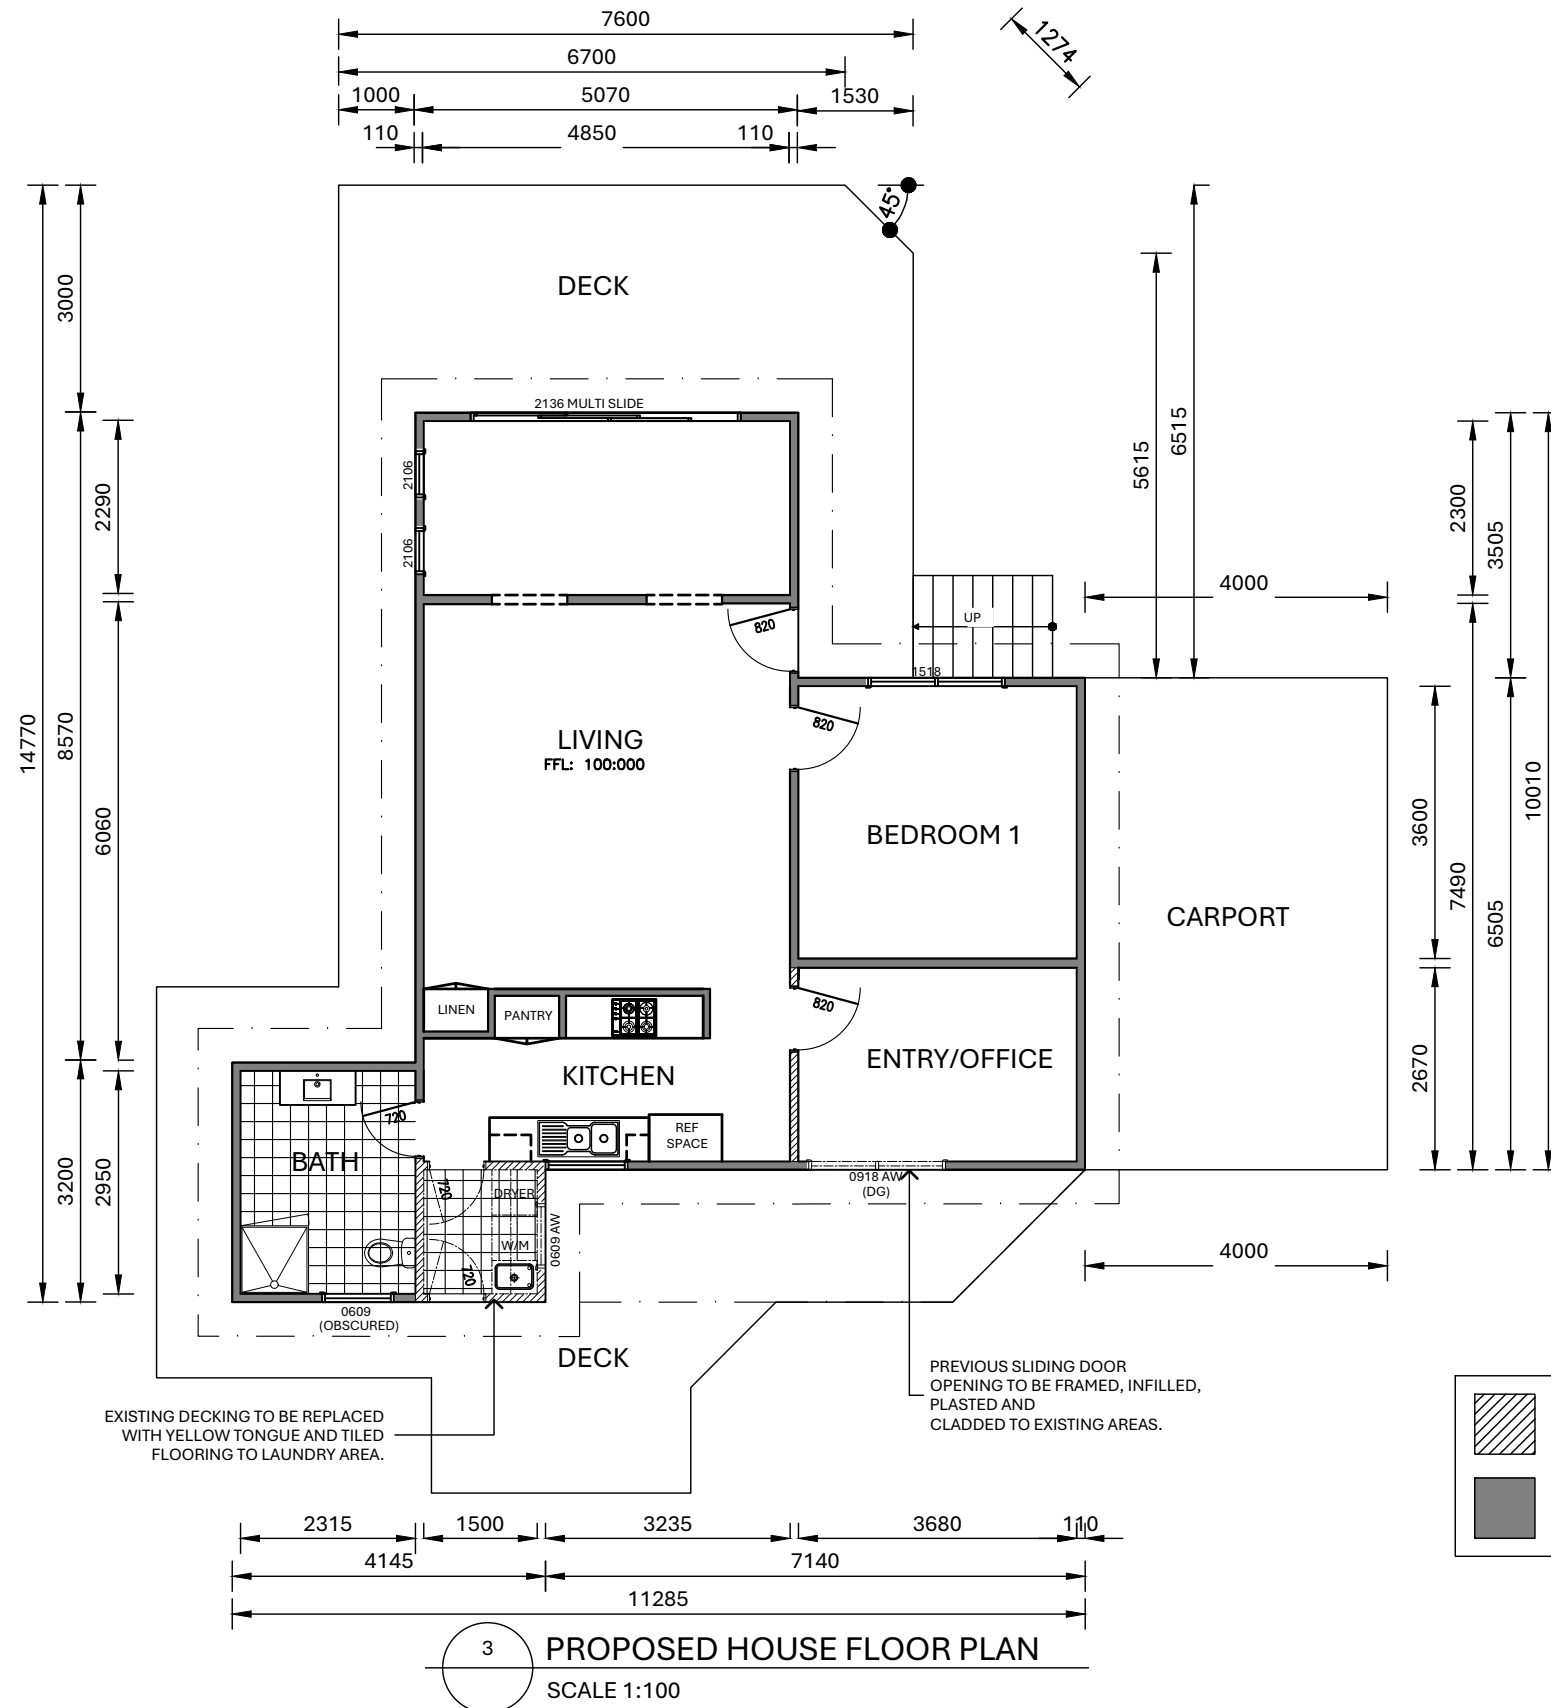 7600
1274
6700
1000
5070
1530
110
4850
110
45°
3000
DECK
6515
5615
2136 MULTI SLIDE
2106
2290
2106
2300
3505
4000
820
UP
1518
820
14770
8570
LIVING
FFL: 100:000
6060
BEDROOM 1
3600
7490
10010
CARPORT
6505
820
LINEN
PANTRY
ENTRY/OFFICE
2670
KITCHEN
720
REF
SPACE
BATH
3200
2950
720
DRYER
0918 AW
(DG)
W/M
0609 AW
720
4000
0609
(OBSCURED)
DECK
PREVIOUS SLIDING DOOR
OPENING TO BE FRAMED, INFILLED,
PLASTED AND
CLADDED TO EXISTING AREAS.
EXISTING DECKING TO BE REPLACED
WITH YELLOW TONGUE AND TILED
FLOORING TO LAUNDRY AREA.
2315
1500
3235
3680
110
4145
7140
11285
3
PROPOSED HOUSE FLOOR PLAN
SCALE 1:100